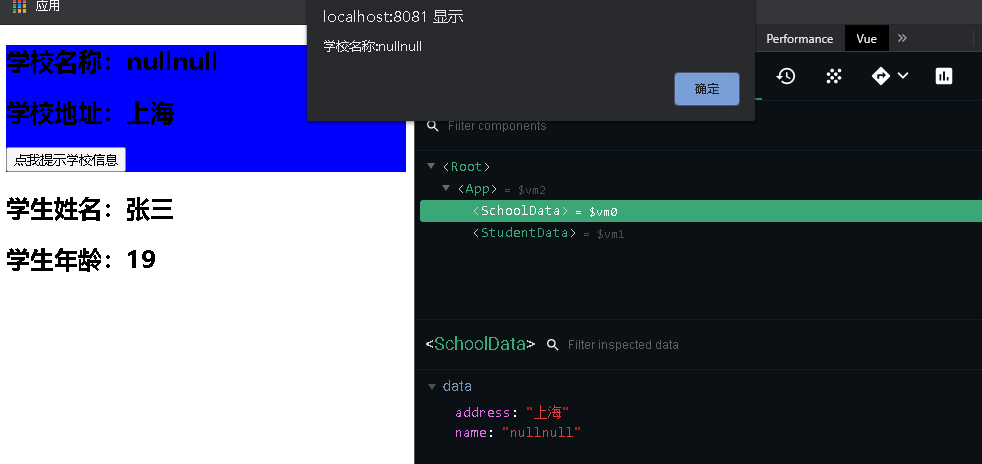 应用
localhost:8081 显示
学校名称:nullnull
确定
学校名称：nullnull
学校地址：上海
点我提示学校信息
学生姓名：张三
学生年龄：19
Performance
Vue
»
Filter components
<Root>
<App> = $vm2
<SchoolData> = $vm0
<StudentData> = $vm1
<SchoolData> Filter inspected data
data
address: "上海"
name: "nullnull"